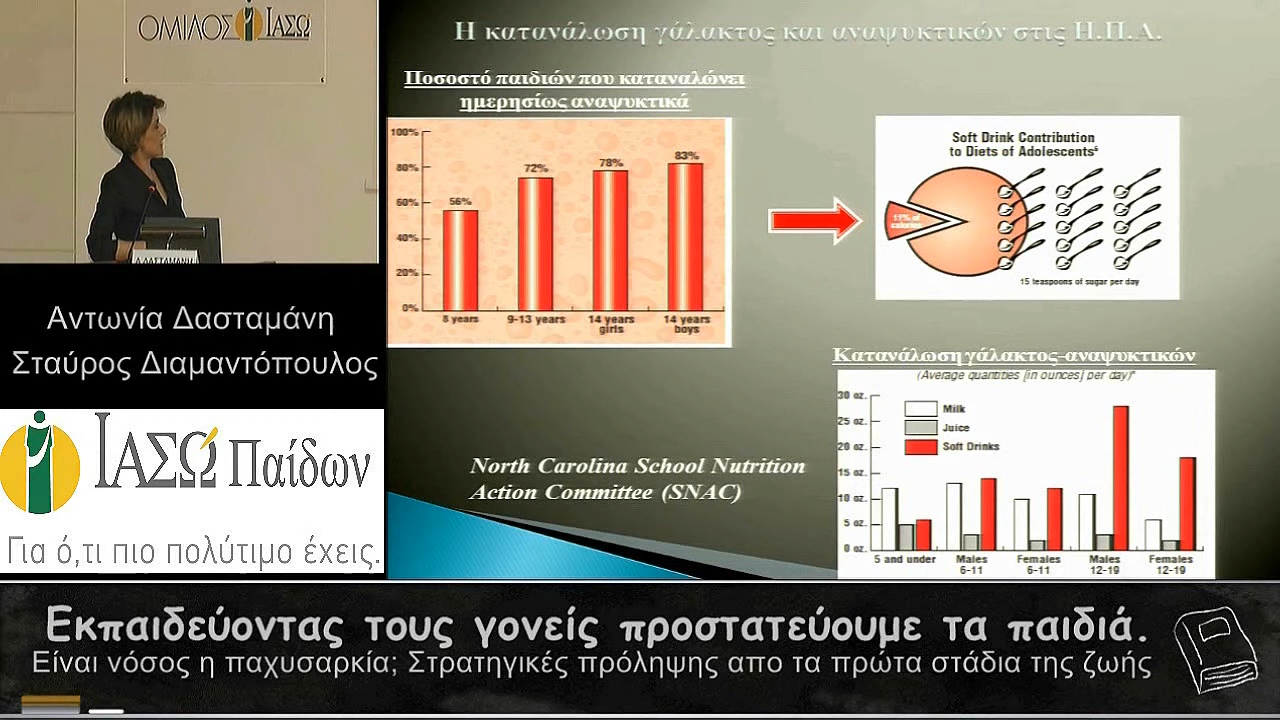 ΟΜΙΛΟΣ ΙΑΣΩ
Δ.ΔΑΣΤΑΜΑΝΗ
Αντωνία Δασταμάνη
Σταύρος Διαμαντόπουλος
ΙΑΣΩ Παίδων
Για ό,τι πιο πολύτιμο έχεις.
Η κατανάλωση γάλακτος και αναψυκτικών στις Η.Π.Α.
Ποσοστό παιδιών που καταναλώνει
ημερησίως αναψυκτικά
100%
80%
60%
40%
20%
0%
56%
72%
78%
83%
8 years
9-13 years
14 years
girls
14 years
boys
Soft Drink Contribution
to Diets of Adolescents⁶
11% of
calories
15 teaspoons of sugar per day
Κατανάλωση γάλακτος-αναψυκτικών
(Average quantities [in ounces] per day)*
30 oz.
25 oz.
20 oz.
15 oz.
10 oz.
5 oz.
0 oz.
Milk
Juice
Soft Drinks
5 and under
Males
6-11
Females
6-11
Males
12-19
Females
12-19
North Carolina School Nutrition
Action Committee (SNAC)
Εκπαιδεύοντας τους γονείς προστατεύουμε τα παιδιά.
Είναι νόσος η παχυσαρκία; Στρατηγικές πρόληψης απο τα πρώτα στάδια της ζωής